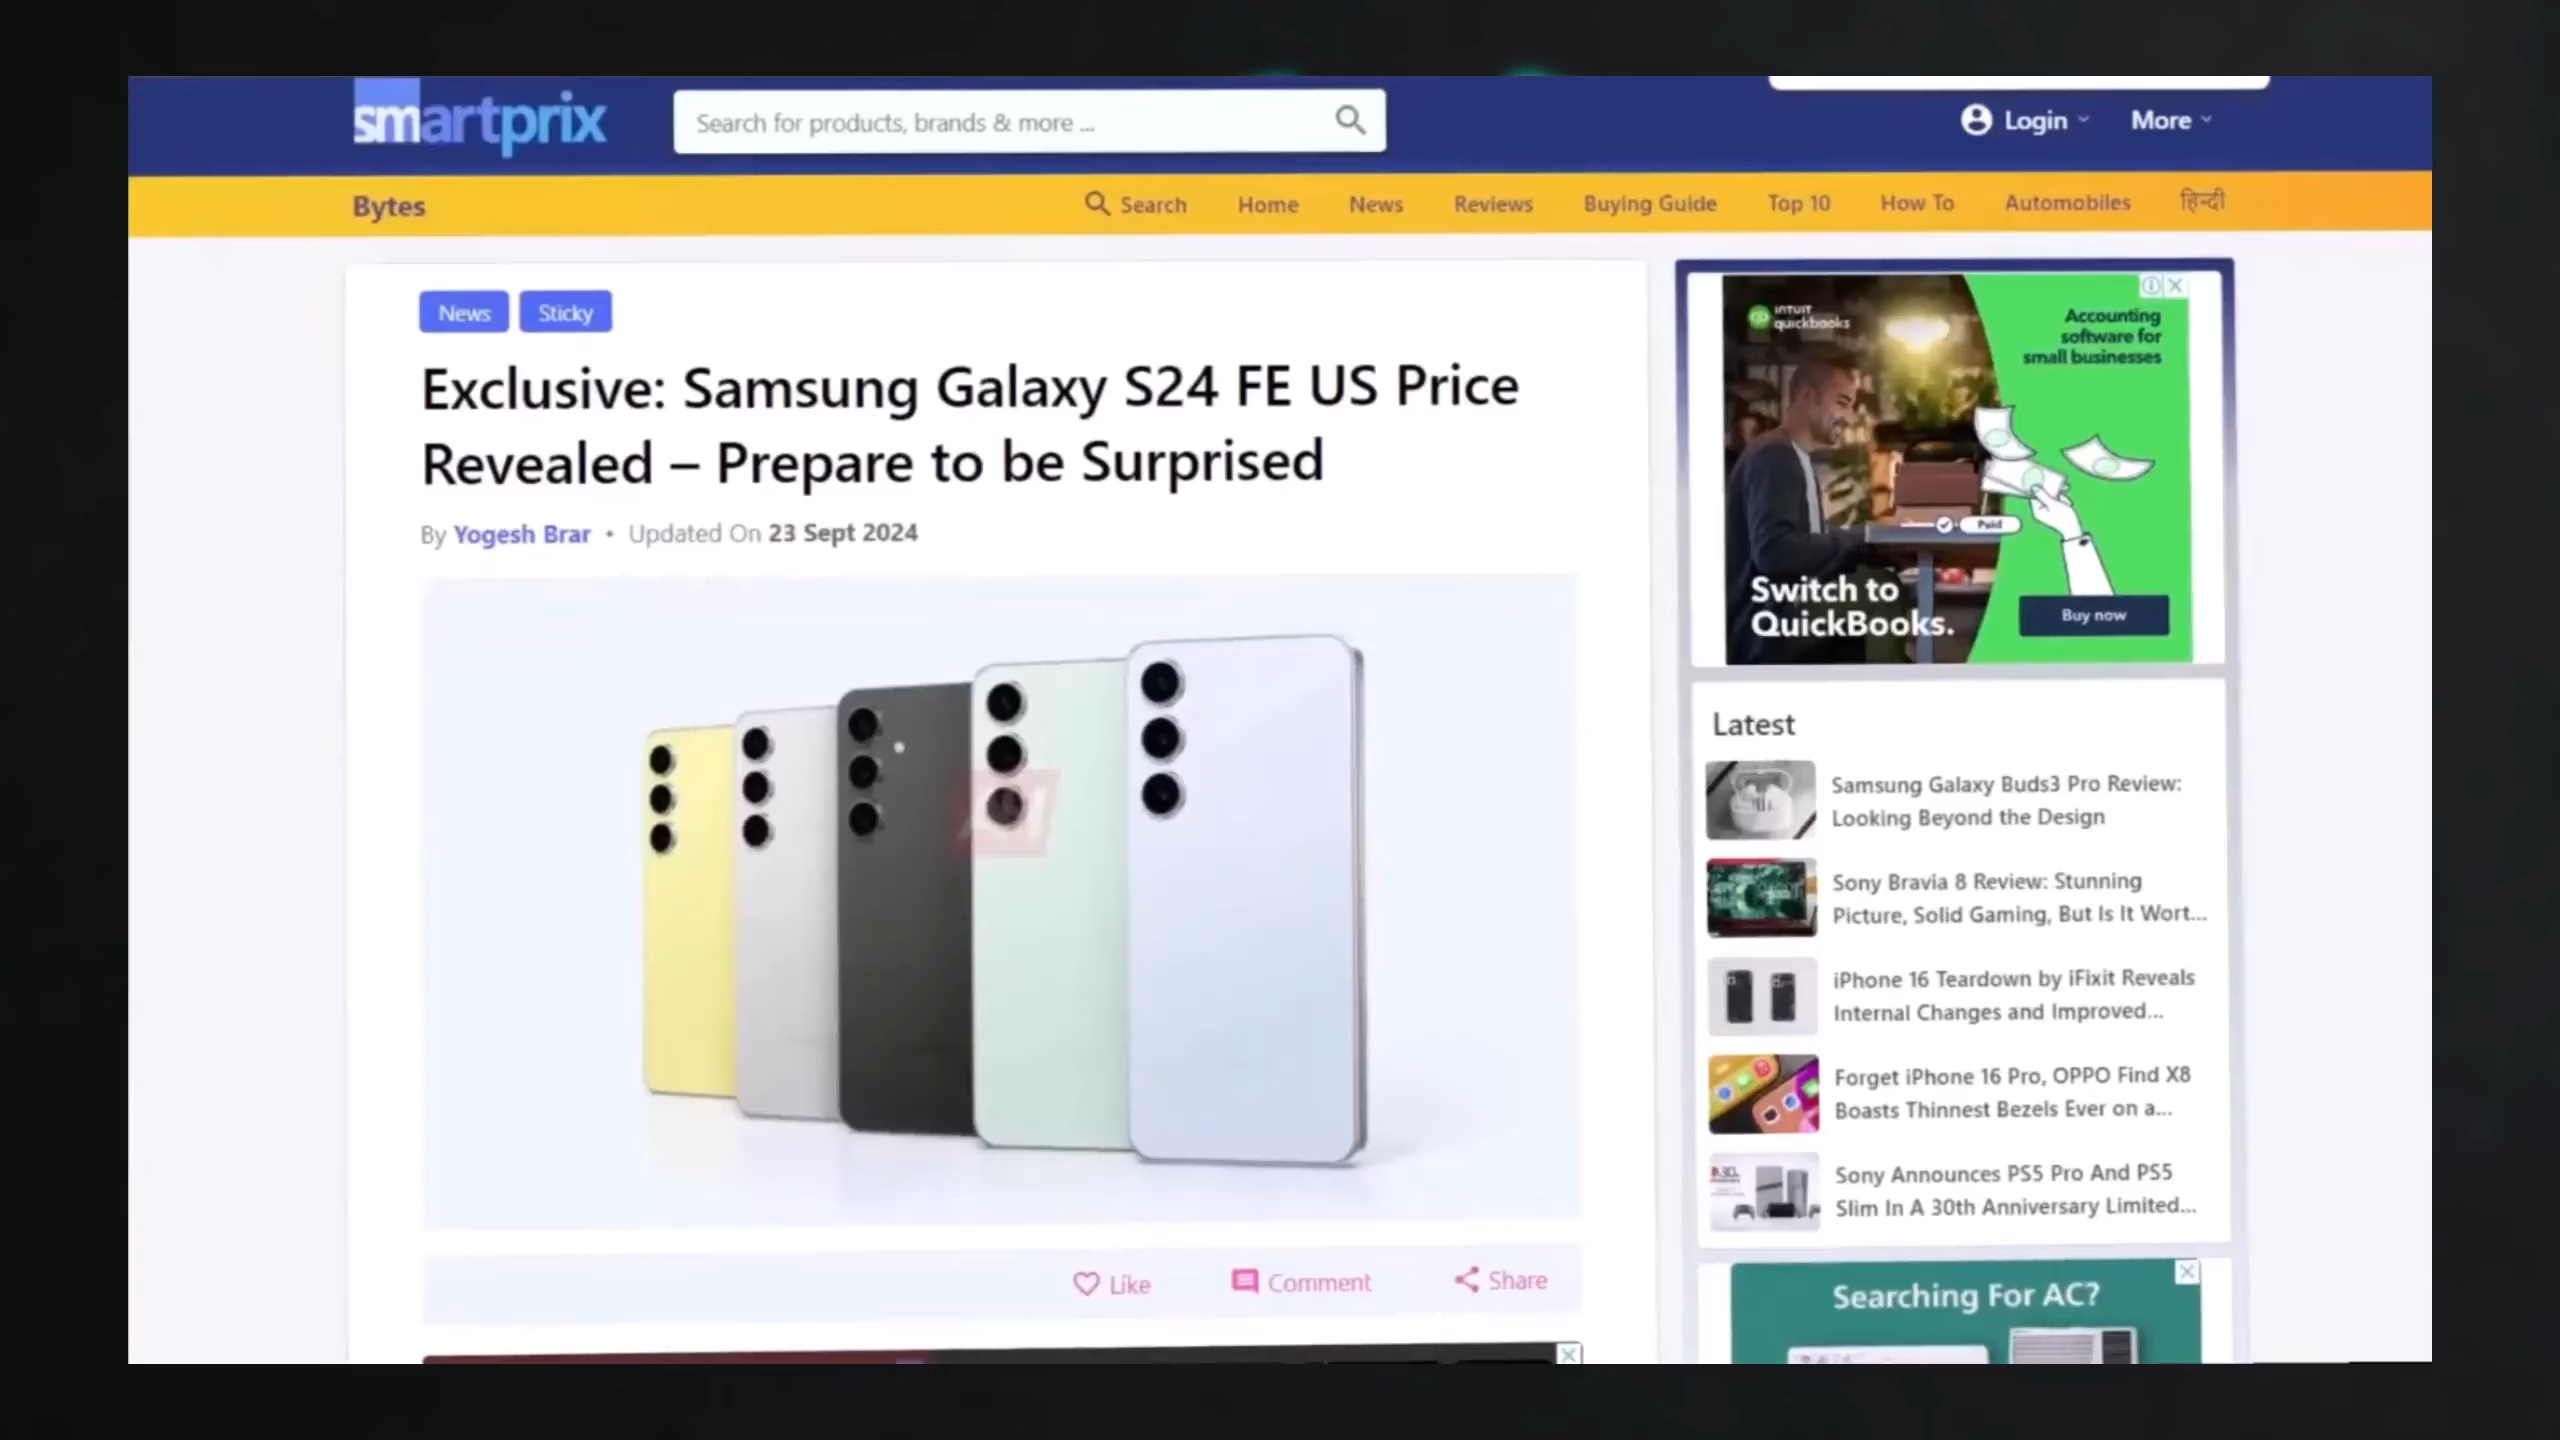 smartprix
Search for products, brands & more ...
Login
More
Bytes
Search
Home
News
Reviews
Buying Guide
Top 10
How To
Automobiles
हिन्दी
News
Sticky
Exclusive: Samsung Galaxy S24 FE US Price
Revealed – Prepare to be Surprised
By Yogesh Brar • Updated On 23 Sept 2024
Like
Comment
Share
INTUIT
quickbooks
Accounting
software for
small businesses
Paid
Switch to
QuickBooks.
Buy now
Latest
Samsung Galaxy Buds3 Pro Review:
Looking Beyond the Design
Sony Bravia 8 Review: Stunning
Picture, Solid Gaming, But Is It Wort...
iPhone 16 Teardown by iFixit Reveals
Internal Changes and Improved...
Forget iPhone 16 Pro, OPPO Find X8
Boasts Thinnest Bezels Ever on a...
Sony Announces PS5 Pro And PS5
Slim In A 30th Anniversary Limited...
Searching For AC?